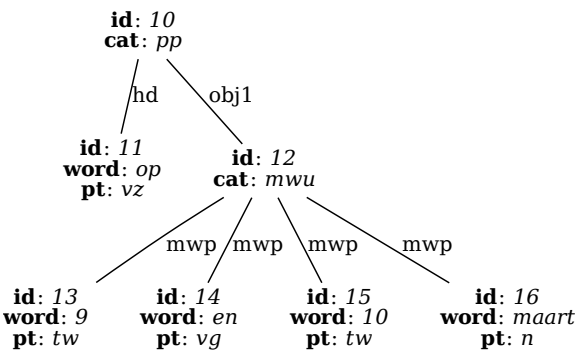 id: 10
cat: pp
hd
obj1
id: 11
word: op
pt: vz
id: 12
cat: mwu
mwp
mwp
mwp
mwp
id: 13
word: 9
pt: tw
id: 14
word: en
pt: vg
id: 15
word: 10
pt: tw
id: 16
word: maart
pt: n